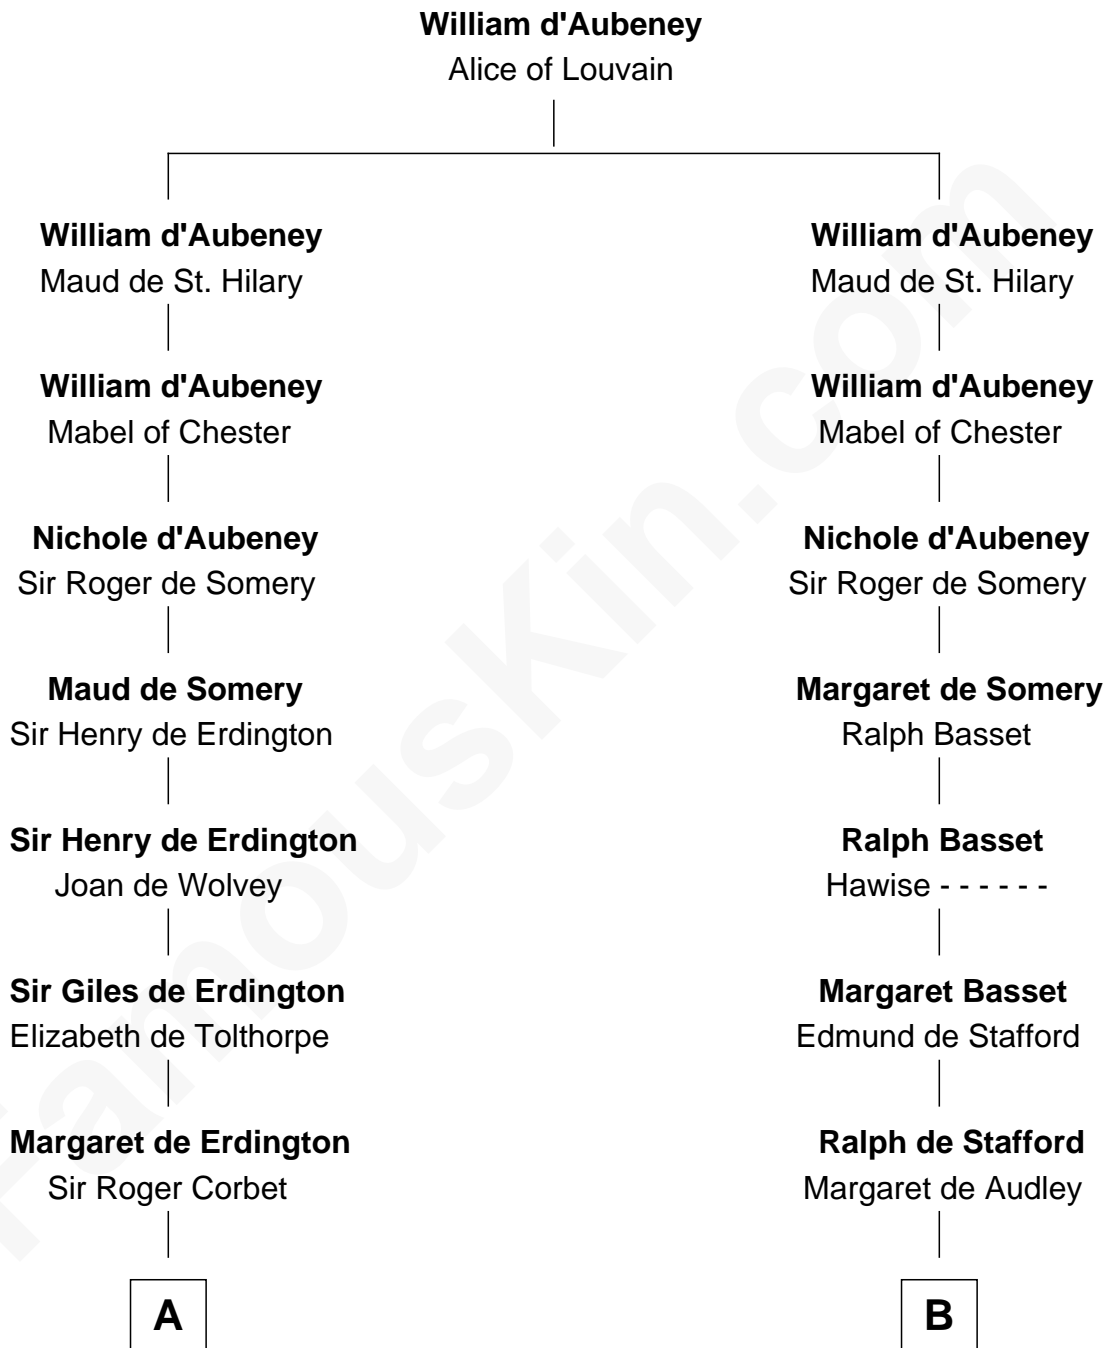 William d'Aubeney
Alice of Louvain
William d'Aubeney
Maud de St. Hilary
William d'Aubeney
Maud de St. Hilary
William d'Aubeney
Mabel of Chester
William d'Aubeney
Mabel of Chester
Nichole d'Aubeney
Sir Roger de Somery
Nichole d'Aubeney
Sir Roger de Somery
Maud de Somery
Sir Henry de Erdington
Margaret de Somery
Ralph Basset
Sir Henry de Erdington
Joan de Wolvey
Ralph Basset
Hawise - - - - - -
Sir Giles de Erdington
Elizabeth de Tolthorpe
Margaret Basset
Edmund de Stafford
Margaret de Erdington
Sir Roger Corbet
Ralph de Stafford
Margaret de Audley
A
B
FamousKin.com